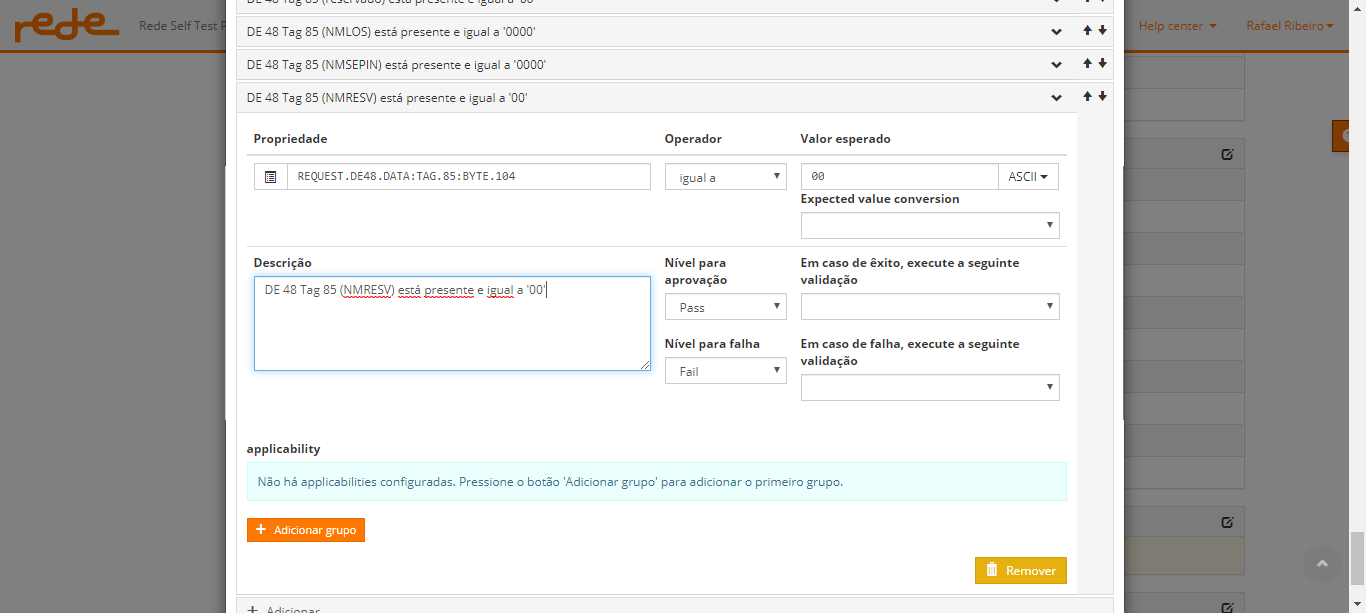 DE 48 Tag 85 (reservado) está presente e igual a '00'
rede
Rede Self Test
Help center
Rafael Ribeiro
DE 48 Tag 85 (NMLOS) está presente e igual a '0000'
DE 48 Tag 85 (NMSEPIN) está presente e igual a '0000'
DE 48 Tag 85 (NMRESV) está presente e igual a '00'
Propriedade Operador Valor esperado
REQUEST.DE48.DATA:TAG.85:BYTE.104 igual a 00 ASCII
Expected value conversion
Descrição Nível para Em caso de êxito, execute a seguinte
aprovação validação
DE 48 Tag 85 (NMRESV) está presente e igual a '00'
Pass
Nível para falha Em caso de falha, execute a seguinte
validação
Fail
applicability
Não há applicabilities configuradas. Pressione o botão 'Adicionar grupo' para adicionar o primeiro grupo.
+ Adicionar grupo
Remover
+ Adicionar